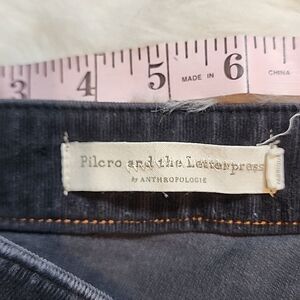 3 4 5 MADE IN 6 CHINA
Pilcro and the Letterpress
by ANTHROPOLOGIE